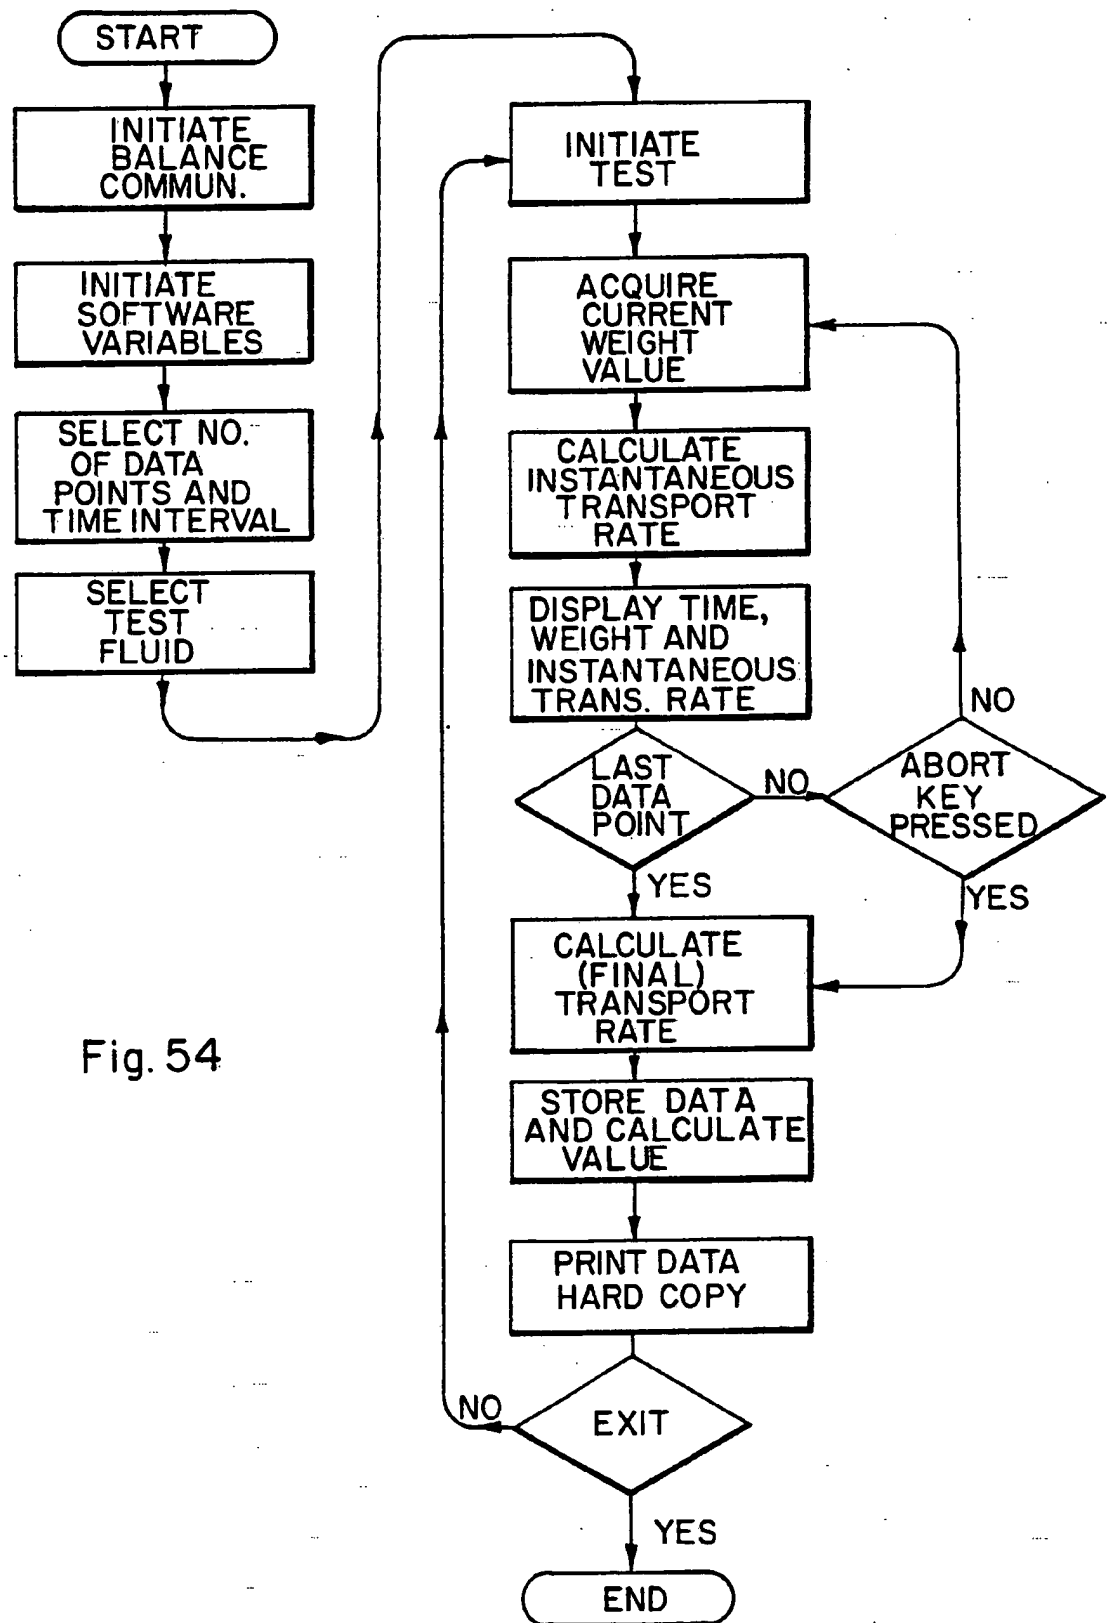 START
INITIATE
BALANCE
COMMUN.
INITIATE
SOFTWARE
VARIABLES
SELECT NO.
OF DATA
POINTS AND
TIME INTERVAL
SELECT
TEST
FLUID
INITIATE
TEST
ACQUIRE
CURRENT
WEIGHT
VALUE
CALCULATE
INSTANTANEOUS
TRANSPORT
RATE
DISPLAY TIME,
WEIGHT AND
INSTANTANEOUS
TRANS. RATE
LAST
DATA
POINT
NO
ABORT
KEY
PRESSED
NO
YES
YES
CALCULATE
(FINAL)
TRANSPORT
RATE
STORE DATA
AND CALCULATE
VALUE
PRINT DATA
HARD COPY
EXIT
NO
YES
END
Fig. 54